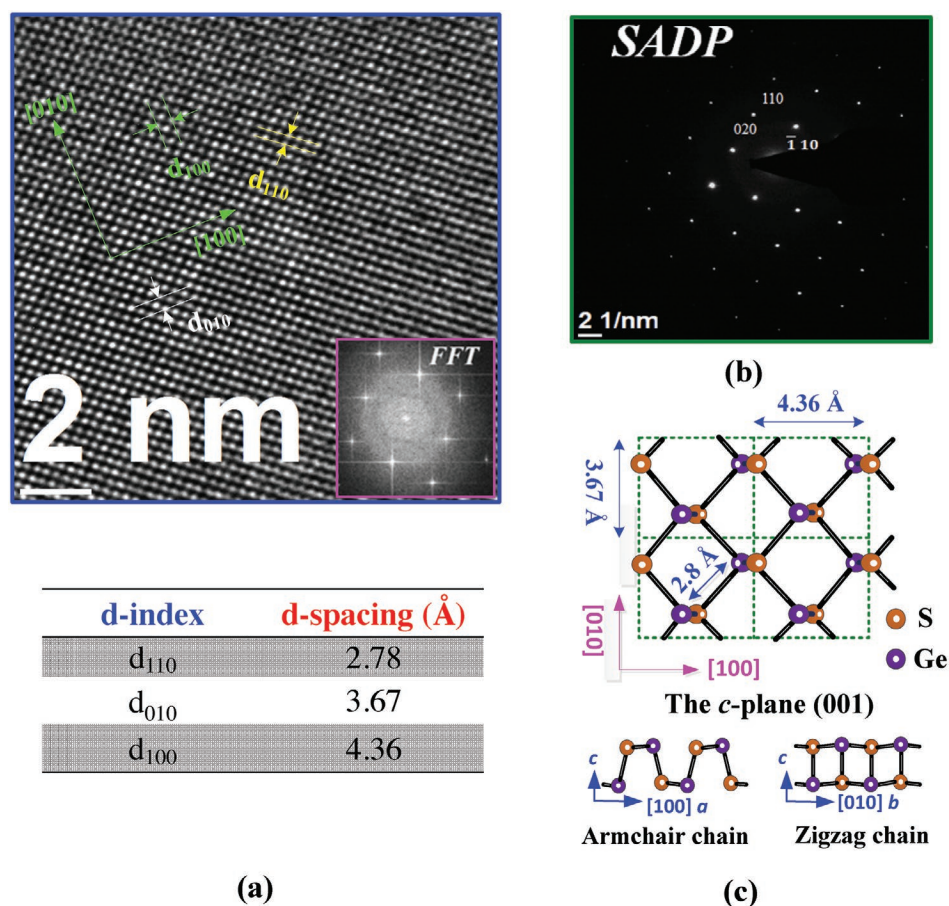 [010]
d100
d110
[100]
d010
2 nm
FFT
d-index d-spacing (Å)
d110 2.78
d010 3.67
d100 4.36
(a)
SADP
110
020
1̅ 10
2 1/nm
(b)
4.36 Å
3.67 Å
2.8 Å
[010]
[100]
S
Ge
The c-plane (001)
c
[100] a
Armchair chain
c
[010] b
Zigzag chain
(c)